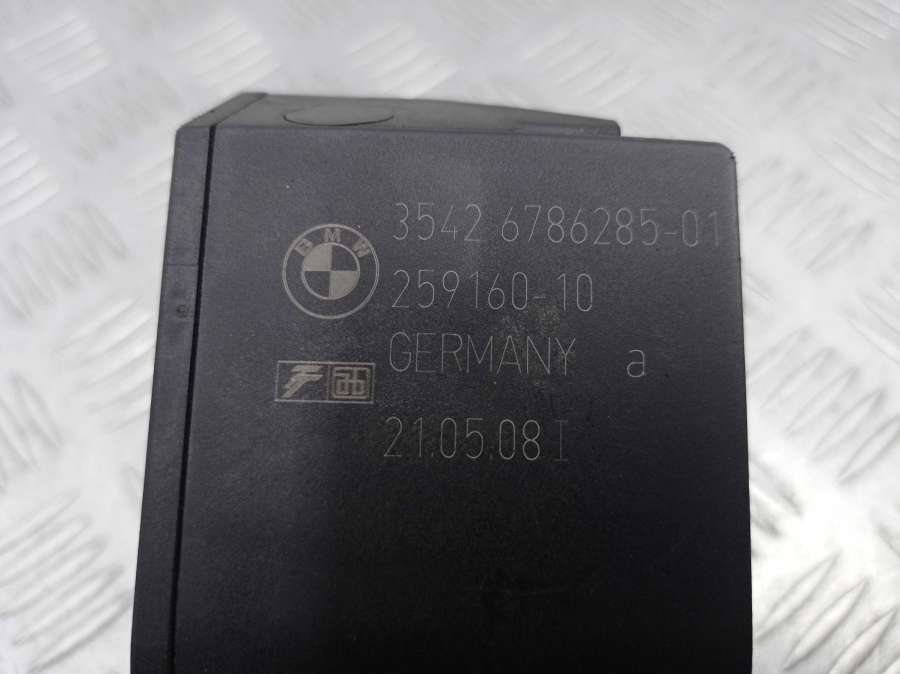 BMW
3542 6786285-01
259160-10
GERMANY a
21.05.08 I